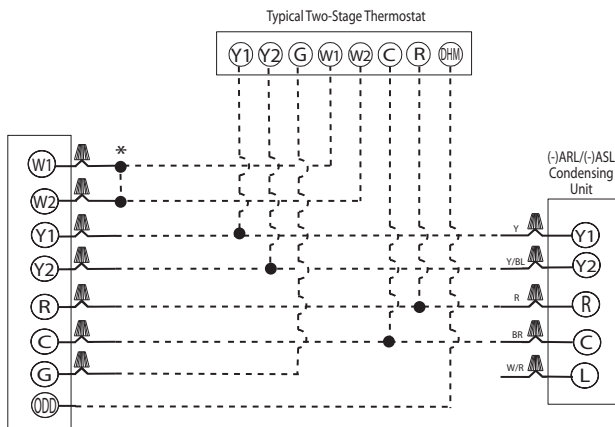 Typical Two-Stage Thermostat
Y1 Y2 G W1 W2 C R DHM
*
W1
W2
Y1
Y2
R
C
G
ODD
(-)ARL/(-)ASL
Condensing
Unit
Y Y1
Y/BL Y2
R R
BR C
W/R L